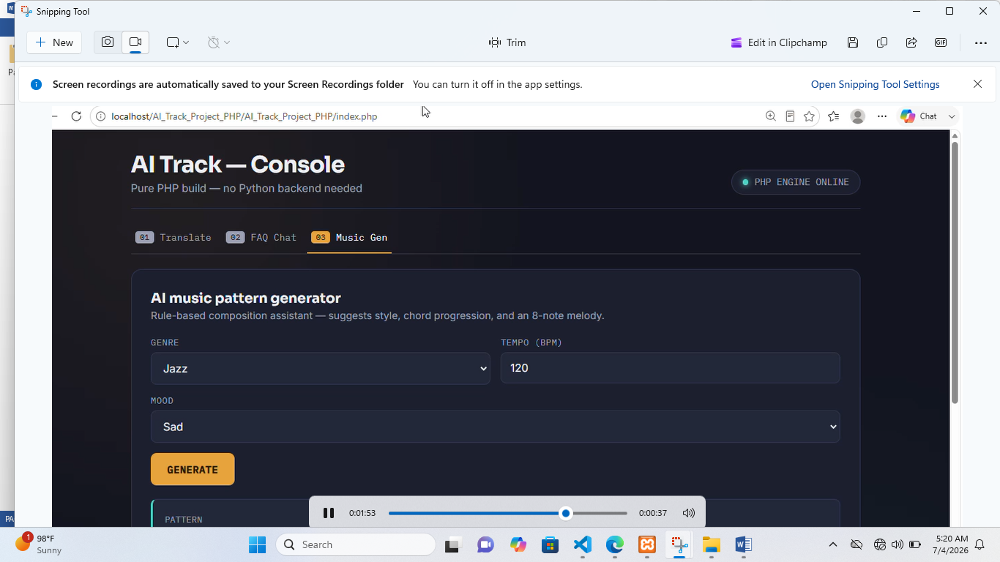 Snipping Tool
New
Trim
Edit in Clipchamp
GIF
Screen recordings are automatically saved to your Screen Recordings folder You can turn it off in the app settings.
Open Snipping Tool Settings
localhost/AI_Track_Project_PHP/AI_Track_Project_PHP/index.php
Chat
AI Track — Console
Pure PHP build — no Python backend needed
PHP ENGINE ONLINE
01 Translate 02 FAQ Chat 03 Music Gen
AI music pattern generator
Rule-based composition assistant — suggests style, chord progression, and an 8-note melody.
GENRE
TEMPO (BPM)
Jazz
120
MOOD
Sad
GENERATE
PATTERN
0:01:53
0:00:37
PA
1
98°F
Sunny
Search
5:20 AM
7/4/2026